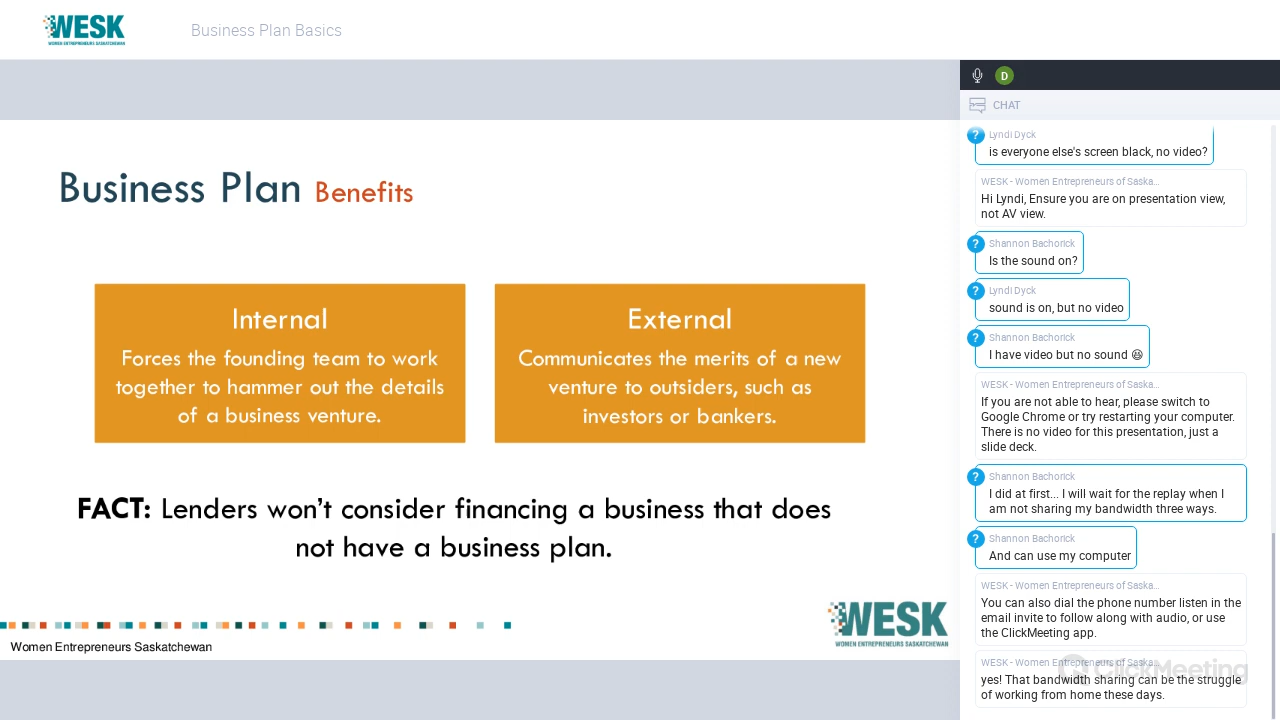 WESK
WOMEN ENTREPRENEURS SASKATCHEWAN
Business Plan Basics
D
CHAT
Business Plan Benefits
Internal
Forces the founding team to work
together to hammer out the details
of a business venture.
External
Communicates the merits of a new
venture to outsiders, such as
investors or bankers.
FACT: Lenders won’t consider financing a business that does
not have a business plan.
WESK
WOMEN ENTREPRENEURS SASKATCHEWAN
Women Entrepreneurs Saskatchewan
?
Lyndi Dyck
is everyone else's screen black, no video?
WESK - Women Entrepreneurs of Saska...
Hi Lyndi, Ensure you are on presentation view,
not AV view.
?
Shannon Bachorick
Is the sound on?
?
Lyndi Dyck
sound is on, but no video
?
Shannon Bachorick
I have video but no sound 😆
WESK - Women Entrepreneurs of Saska...
If you are not able to hear, please switch to
Google Chrome or try restarting your computer.
There is no video for this presentation, just a
slide deck.
?
Shannon Bachorick
I did at first... I will wait for the replay when I
am not sharing my bandwidth three ways.
?
Shannon Bachorick
And can use my computer
WESK - Women Entrepreneurs of Saska...
You can also dial the phone number listen in the
email invite to follow along with audio, or use
the ClickMeeting app.
WESK - Women Entrepreneurs of Saska...
yes! That bandwidth sharing can be the struggle
of working from home these days.
ClickMeeting